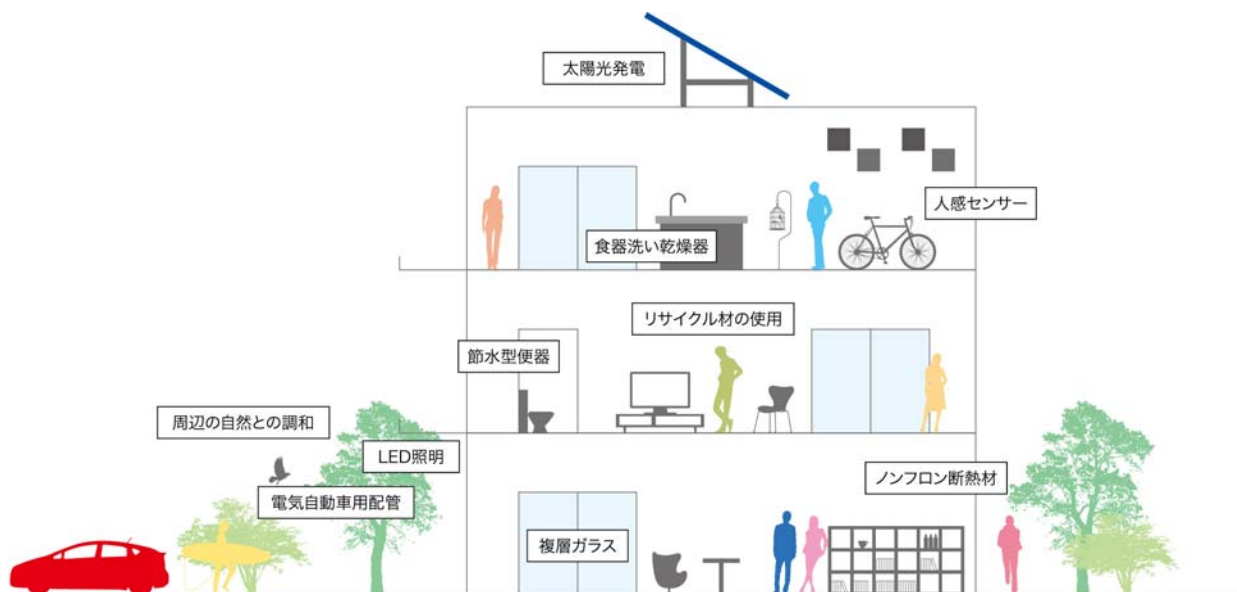 太陽光発電
人感センサー
食器洗い乾燥器
リサイクル材の使用
節水型便器
周辺の自然との調和
LED照明
ノンフロン断熱材
電気自動車用配管
複層ガラス